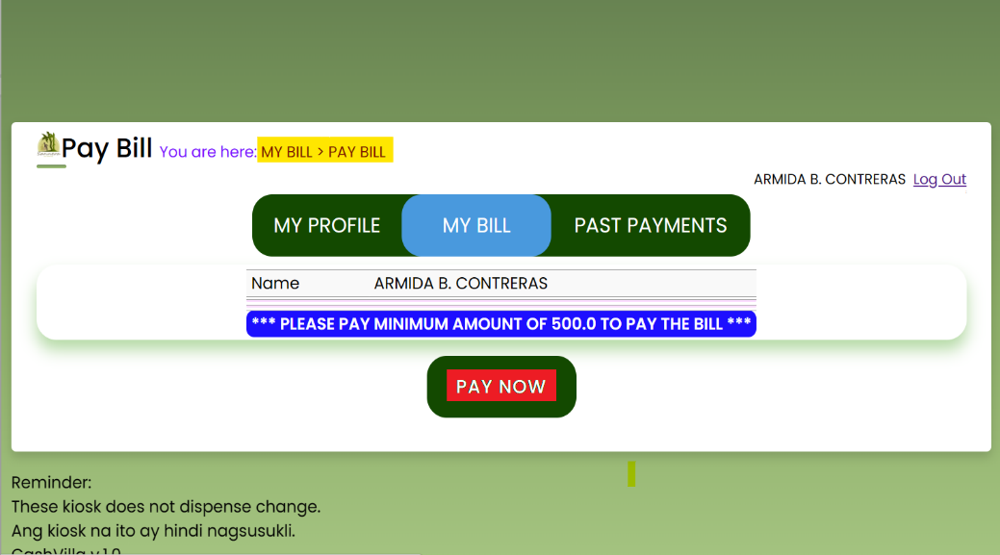 Pay Bill You are here: MY BILL > PAY BILL
ARMIDA B. CONTRERAS Log Out
MY PROFILE MY BILL PAST PAYMENTS
Name ARMIDA B. CONTRERAS
*** PLEASE PAY MINIMUM AMOUNT OF 500.0 TO PAY THE BILL ***
PAY NOW
Reminder:
These kiosk does not dispense change.
Ang kiosk na ito ay hindi nagsusukli.
CashVilla v.1.0